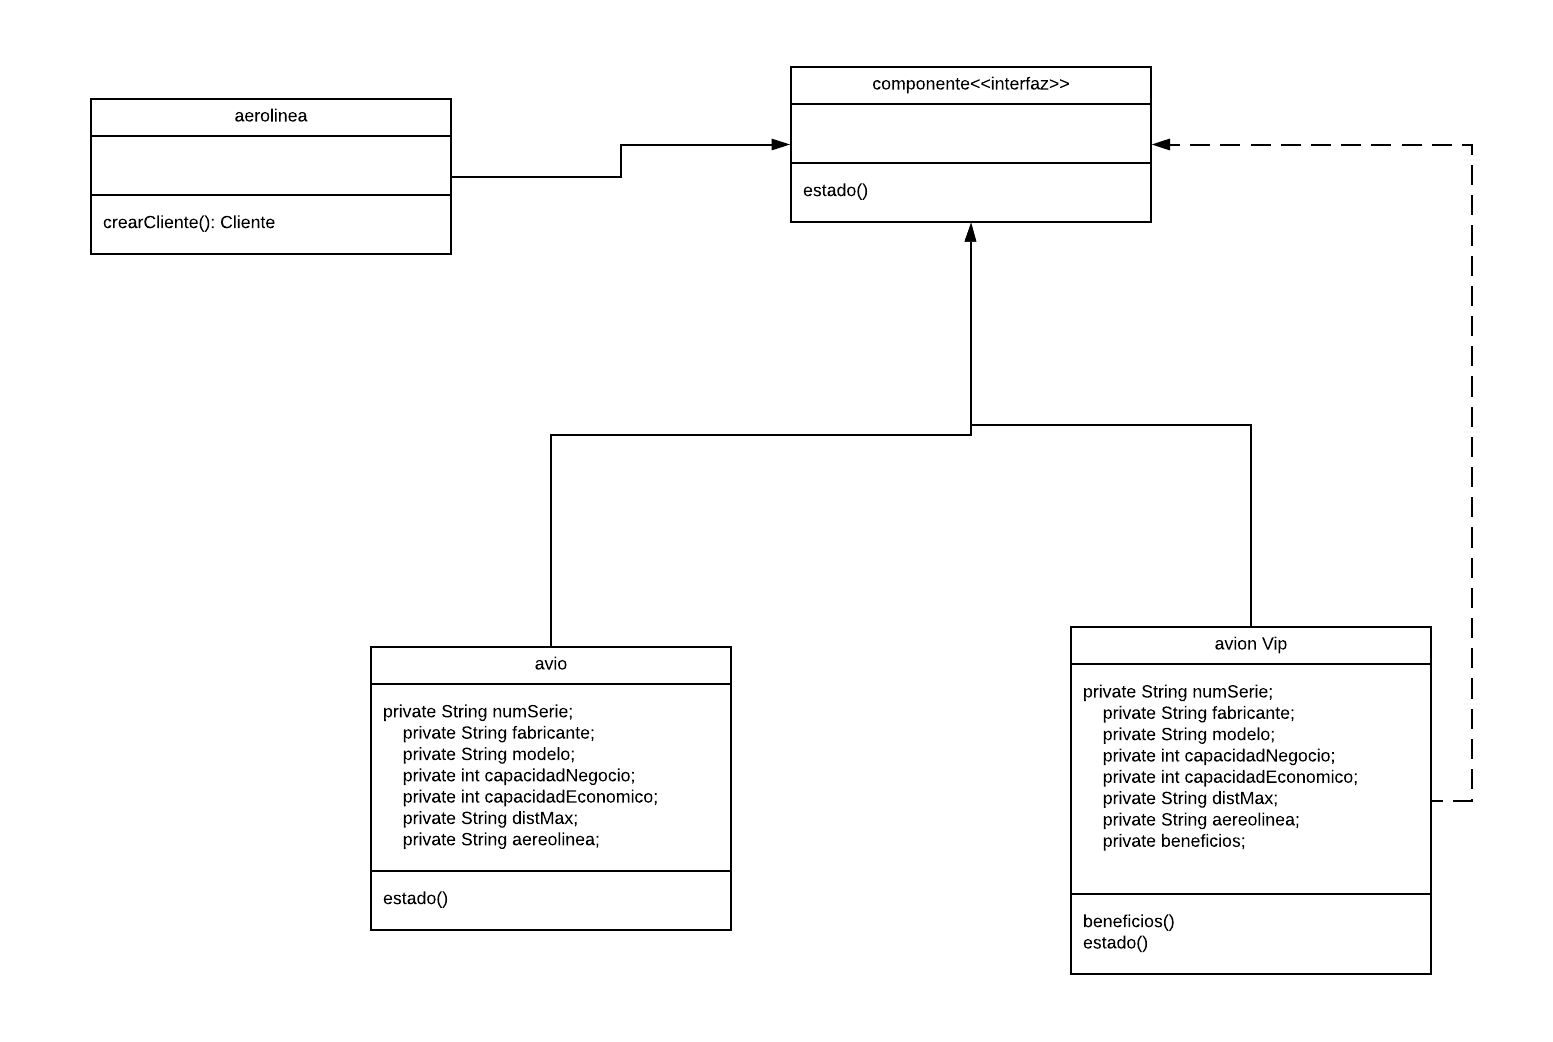 componente<<interfaz>>
estado()
aerolinea
crearCliente(): Cliente
avio
private String numSerie;
private String fabricante;
private String modelo;
private int capacidadNegocio;
private int capacidadEconomico;
private String distMax;
private String aereolinea;
estado()
avion Vip
private String numSerie;
private String fabricante;
private String modelo;
private int capacidadNegocio;
private int capacidadEconomico;
private String distMax;
private String aereolinea;
private beneficios;
beneficios()
estado()